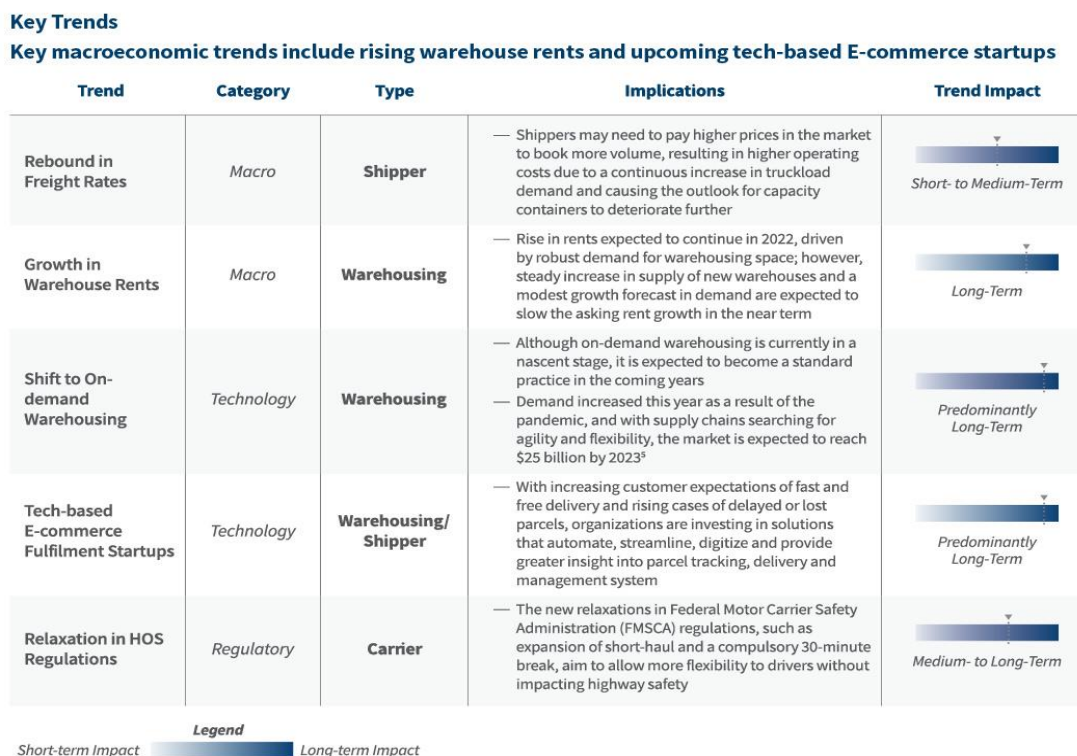 Key Trends
Key macroeconomic trends include rising warehouse rents and upcoming tech-based E-commerce startups
Trend
Category
Type
Implications
Trend Impact
Rebound in
Freight Rates
Macro
Shipper
— Shippers may need to pay higher prices in the market
to book more volume, resulting in higher operating
costs due to a continuous increase in truckload
demand and causing the outlook for capacity
containers to deteriorate further
Short- to Medium-Term
Growth in
Warehouse Rents
Macro
Warehousing
— Rise in rents expected to continue in 2022, driven
by robust demand for warehousing space; however,
steady increase in supply of new warehouses and a
modest growth forecast in demand are expected to
slow the asking rent growth in the near term
Long-Term
Shift to On-
demand
Warehousing
Technology
Warehousing
— Although on-demand warehousing is currently in a
nascent stage, it is expected to become a standard
practice in the coming years
— Demand increased this year as a result of the
pandemic, and with supply chains searching for
agility and flexibility, the market is expected to reach
$25 billion by 2023⁵
Predominantly
Long-Term
Tech-based
E-commerce
Fulfilment Startups
Technology
Warehousing/
Shipper
— With increasing customer expectations of fast and
free delivery and rising cases of delayed or lost
parcels, organizations are investing in solutions
that automate, streamline, digitize and provide
greater insight into parcel tracking, delivery and
management system
Predominantly
Long-Term
Relaxation in HOS
Regulations
Regulatory
Carrier
— The new relaxations in Federal Motor Carrier Safety
Administration (FMSCA) regulations, such as
expansion of short-haul and a compulsory 30-minute
break, aim to allow more flexibility to drivers without
impacting highway safety
Medium- to Long-Term
Legend
Short-term Impact
Long-term Impact